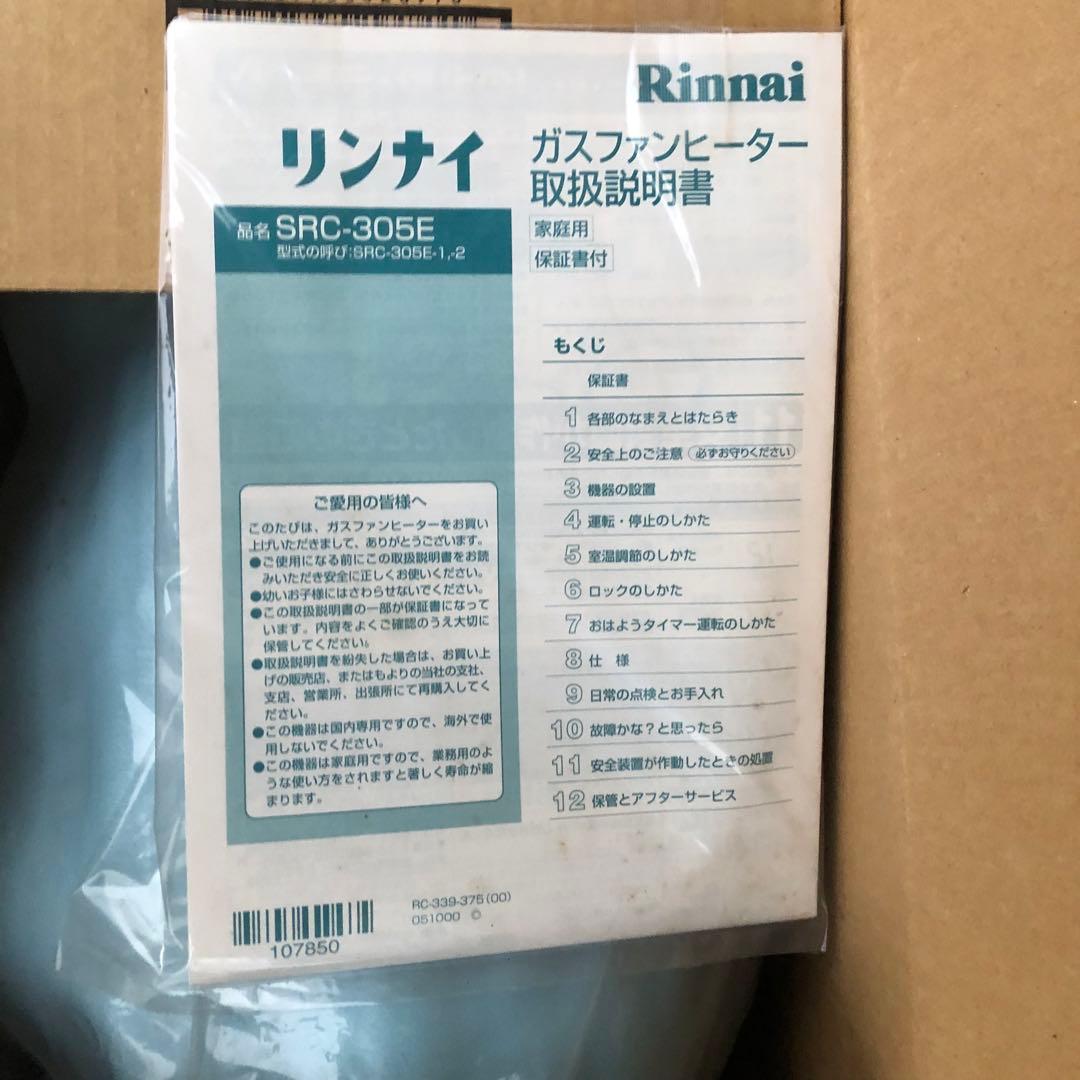 Rinnai
リンナイ
ガスファンヒーター
取扱説明書
家庭用
保証書付
品名 SRC-305E
型式の呼び:SRC-305E-1,-2
もくじ
保証書
1 各部のなまえとはたらき
2 安全上のご注意 必ずお守りください
3 機器の設置
4 運転・停止のしかた
5 室温調節のしかた
6 ロックのしかた
7 おはようタイマー運転のしかた
8 仕 様
9 日常の点検とお手入れ
10 故障かな?と思ったら
11 安全装置が作動したときの処置
12 保管とアフターサービス
ご愛用の皆様へ
このたびは、ガスファンヒーターをお買い
上げいただきまして、ありがとうございます。
●ご使用になる前にこの取扱説明書をお読
みいただき安全に正しくお使いください。
●幼いお子様にはさわらせないでください。
●この取扱説明書の一部が保証書になって
います。内容をよくご確認のうえ大切に
保管してください。
●取扱説明書を紛失した場合は、お買い上
げの販売店、またはもよりの当社の支社、
支店、営業所、出張所にて再購入してく
ださい。
●この機器は国内専用ですので、海外で使
用しないでください。
●この機器は家庭用ですので、業務用のよ
うな使い方をされますと著しく寿命が縮
まります。
107850
RC-339-375(00)
051000 ©